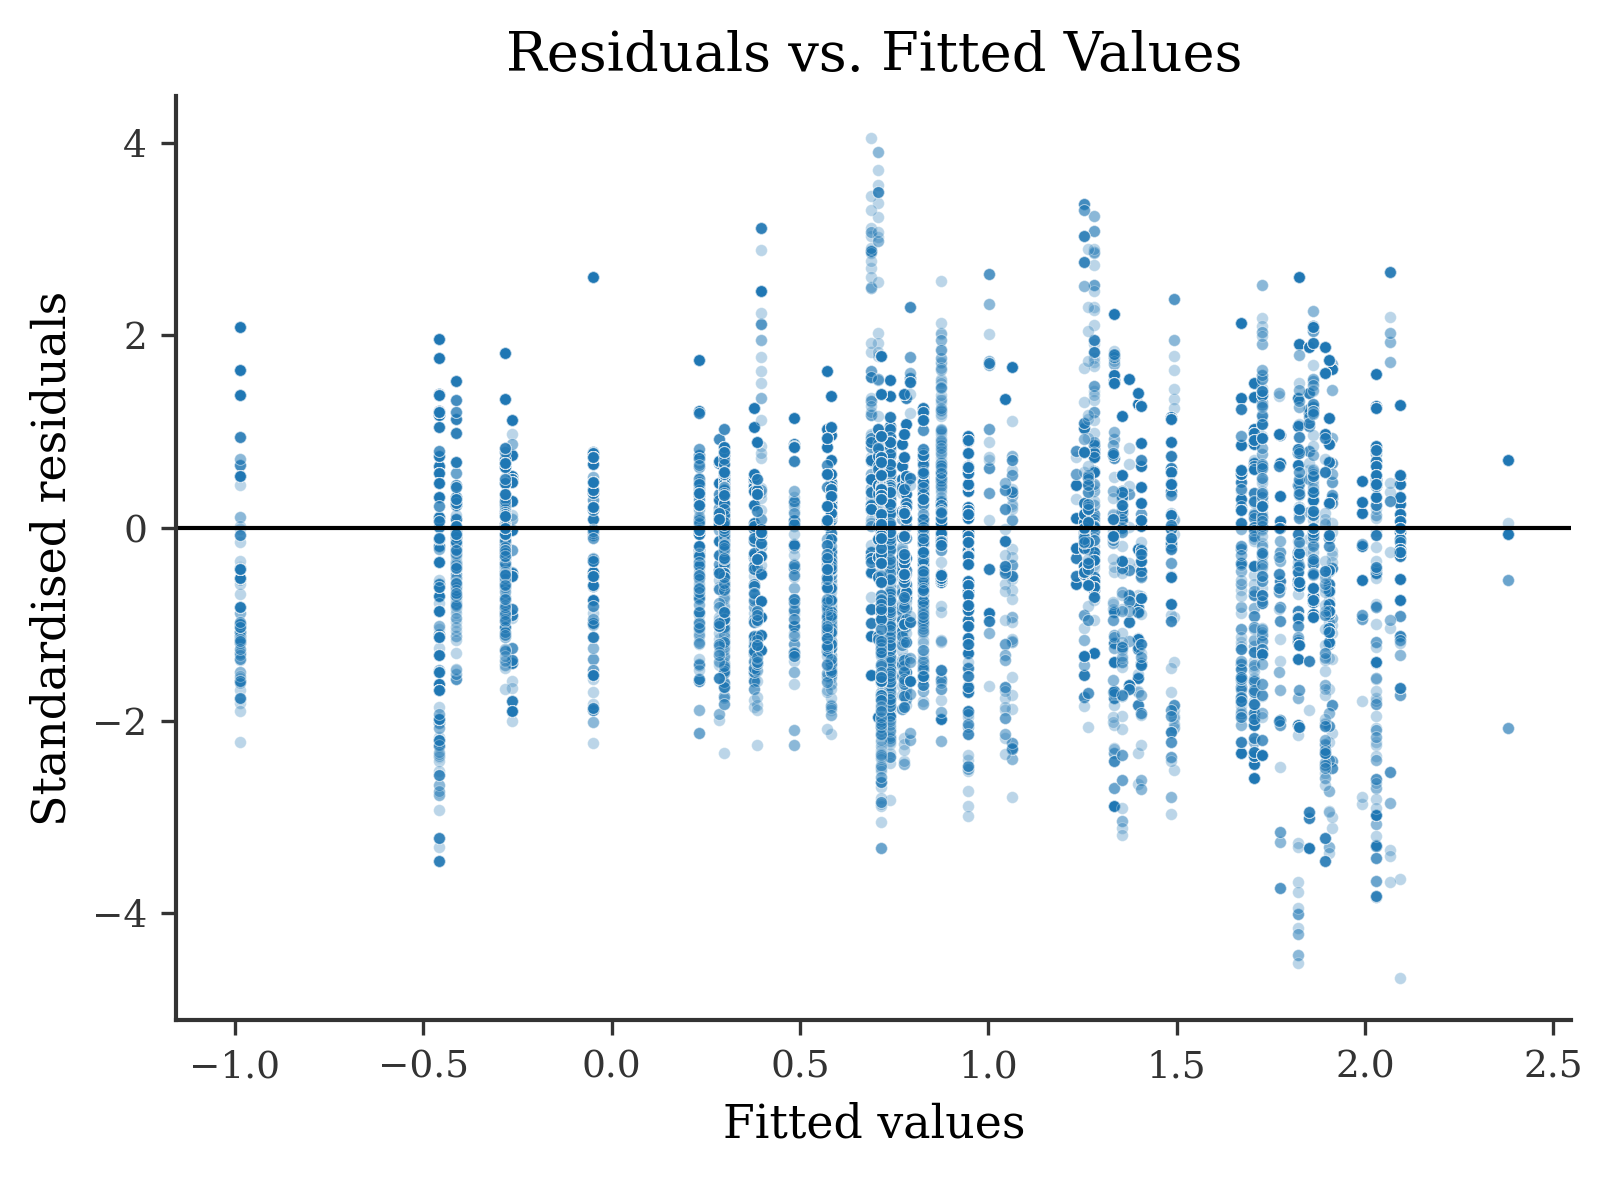 Residuals vs. Fitted Values
Standardised residuals
4
2
0
−2
−4
−1.0 −0.5 0.0 0.5 1.0 1.5 2.0 2.5
Fitted values